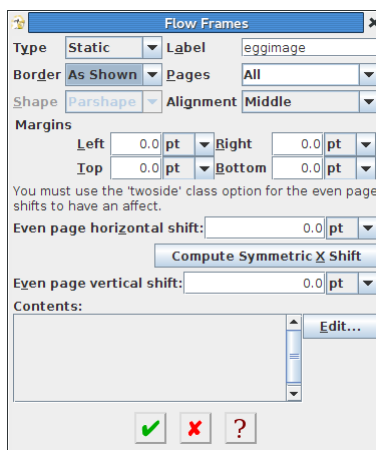 Flow Frames
Type Static Label eggimage
Border As Shown Pages All
Shape Parshape Alignment Middle
Margins
Left 0.0 pt Right 0.0 pt
Top 0.0 pt Bottom 0.0 pt
You must use the 'twoside' class option for the even page
shifts to have an affect.
Even page horizontal shift: 0.0 pt
Compute Symmetric X Shift
Even page vertical shift: 0.0 pt
Contents:
Edit...
?